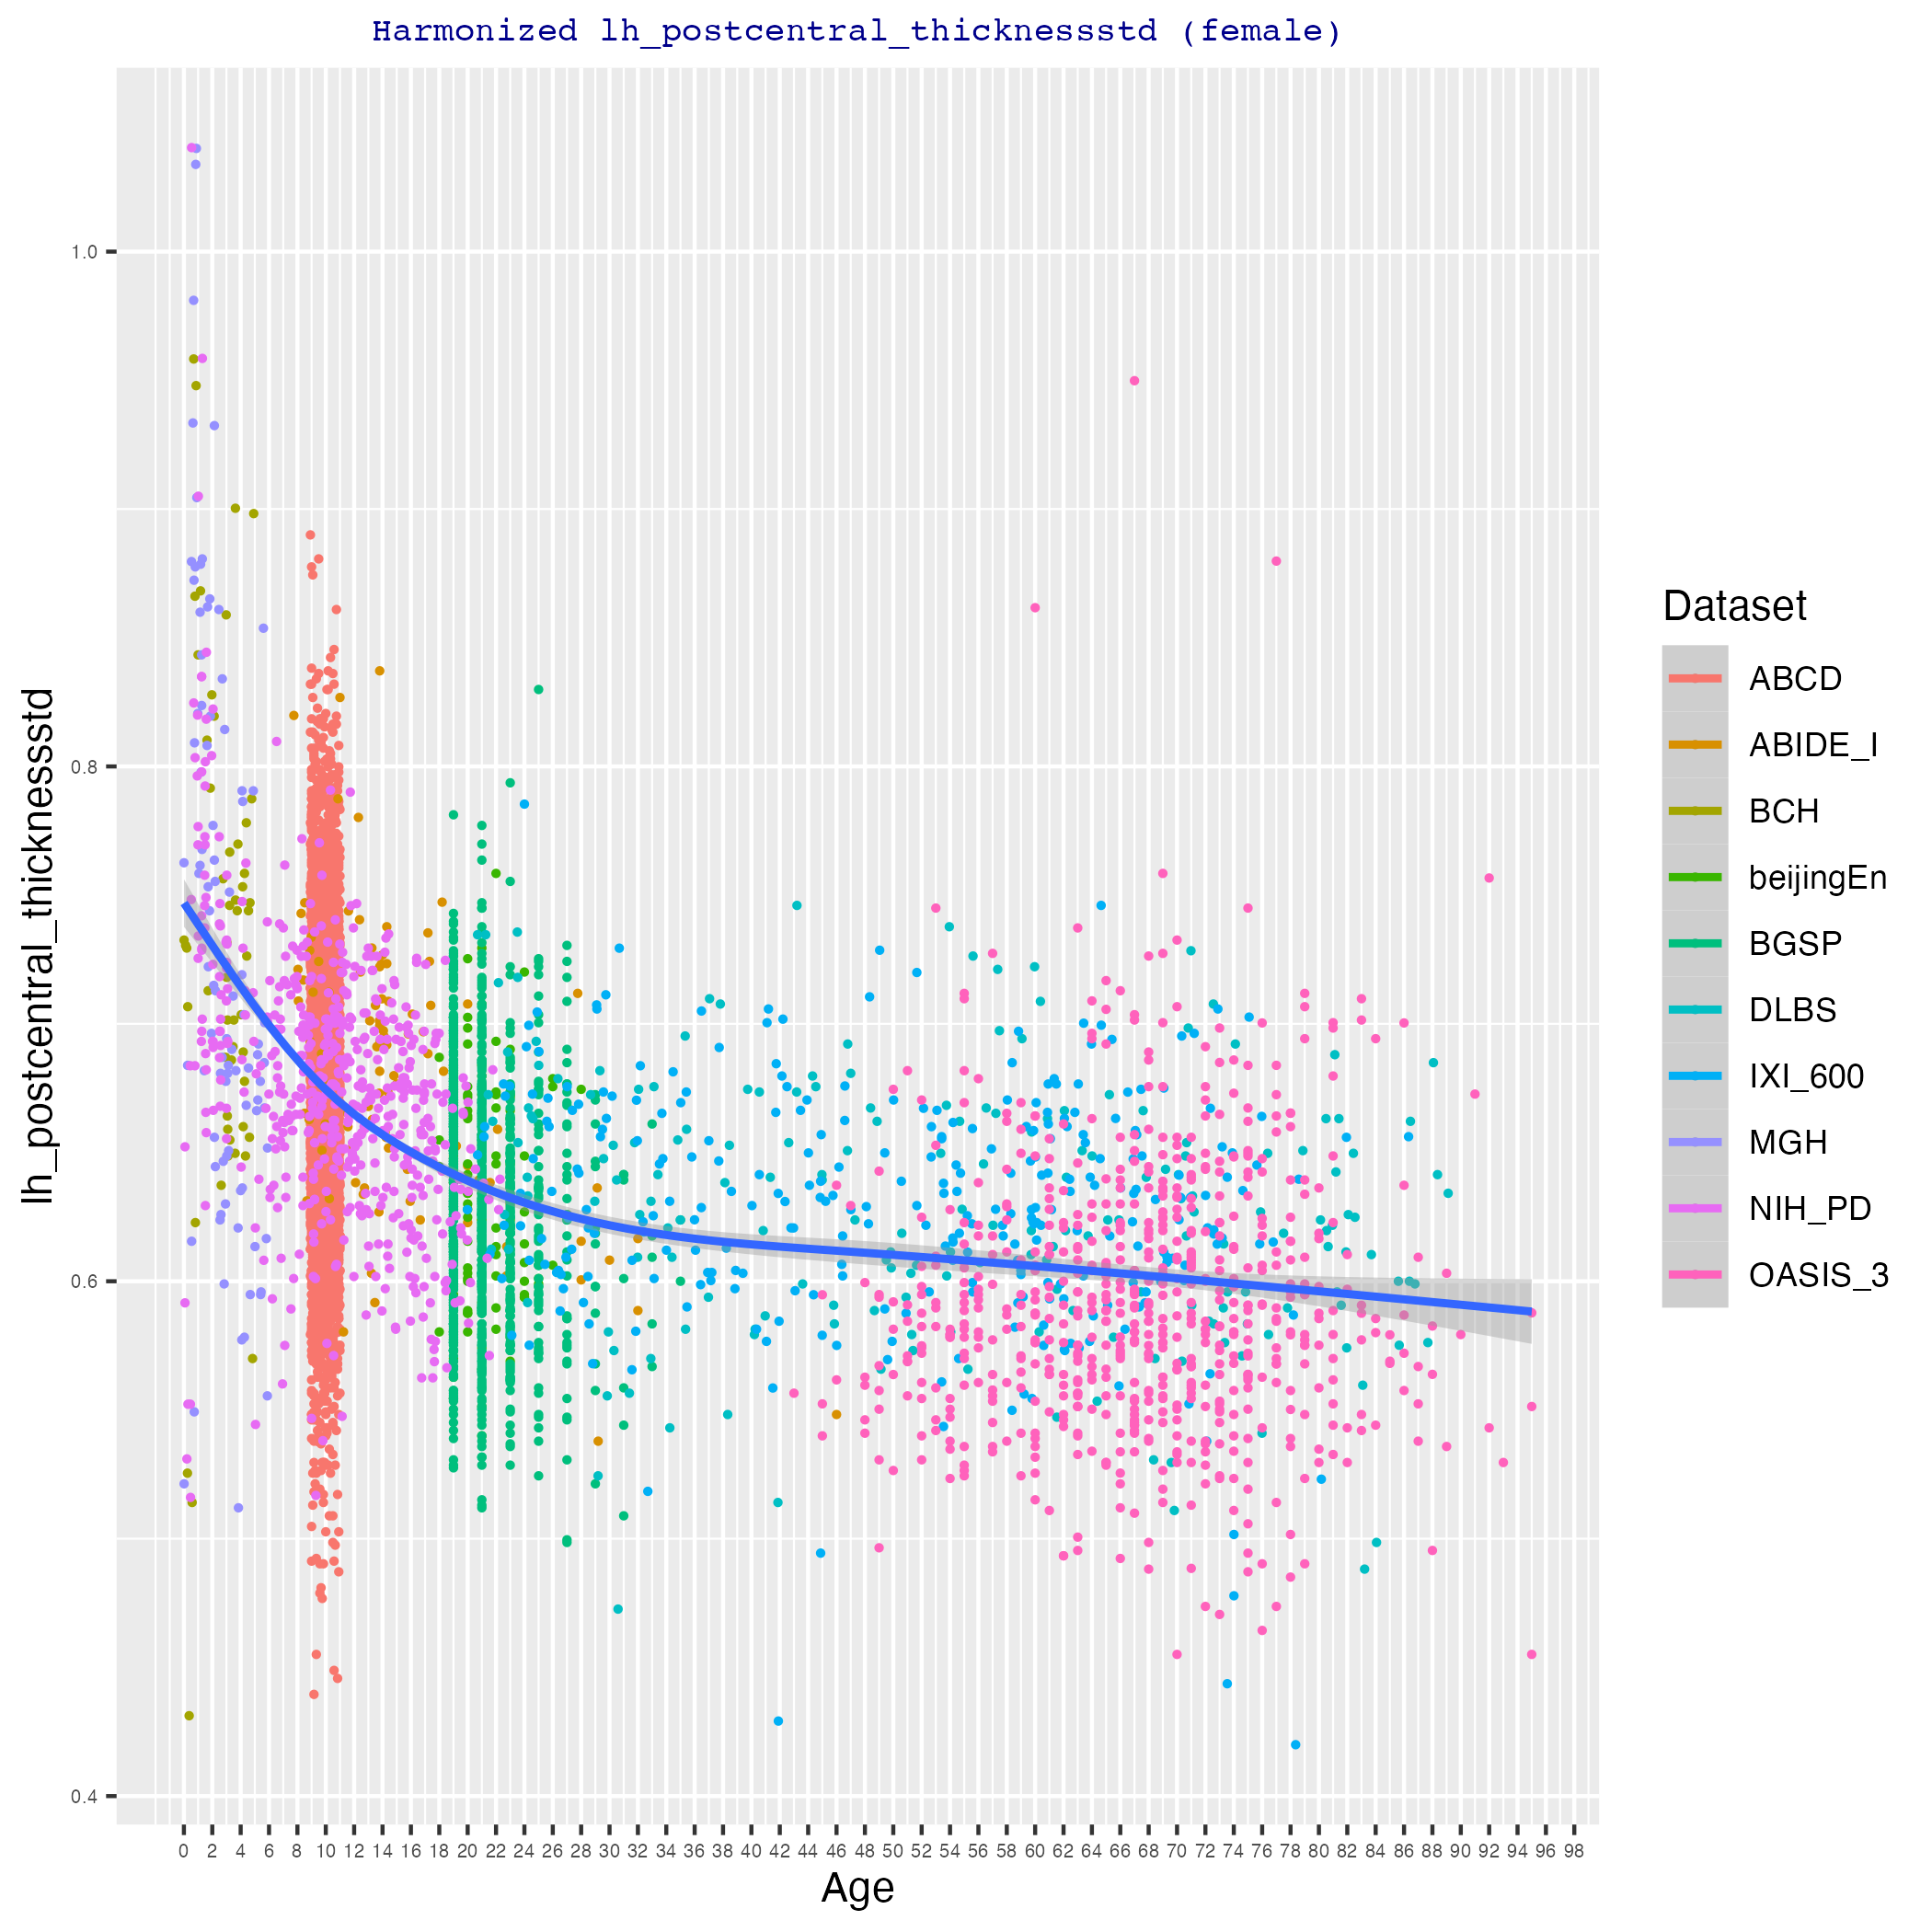 Harmonized lh_postcentral_thicknessstd (female)
lh_postcentral_thicknessstd
1.0
0.8
0.6
0.4
0 2 4 6 8 10 12 14 16 18 20 22 24 26 28 30 32 34 36 38 40 42 44 46 48 50 52 54 56 58 60 62 64 66 68 70 72 74 76 78 80 82 84 86 88 90 92 94 96 98
Age
Dataset
ABCD
ABIDE_I
BCH
beijingEn
BGSP
DLBS
IXI_600
MGH
NIH_PD
OASIS_3